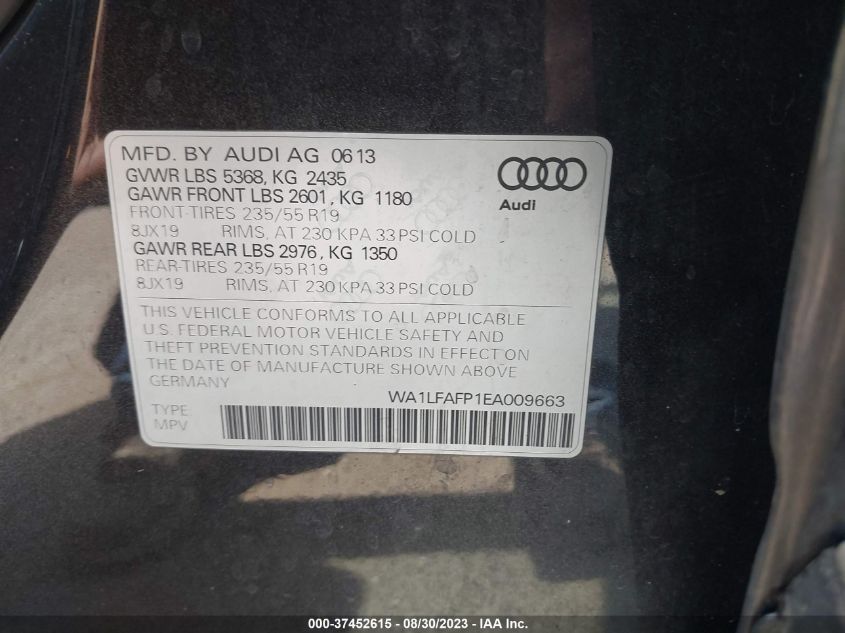 MFD. BY AUDI AG 0613
GVWR LBS 5368, KG 2435
GAWR FRONT LBS 2601, KG 1180
FRONT-TIRES 235/55 R19
8JX19 RIMS, AT 230 KPA 33 PSI COLD
GAWR REAR LBS 2976, KG 1350
REAR-TIRES 235/55 R19
8JX19 RIMS, AT 230 KPA 33 PSI COLD
Audi
THIS VEHICLE CONFORMS TO ALL APPLICABLE
U.S. FEDERAL MOTOR VEHICLE SAFETY AND
THEFT PREVENTION STANDARDS IN EFFECT ON
THE DATE OF MANUFACTURE SHOWN ABOVE
GERMANY
WA1LFAFP1EA009663
TYPE
MPV
000-37452615 - 08/30/2023 - IAA Inc.